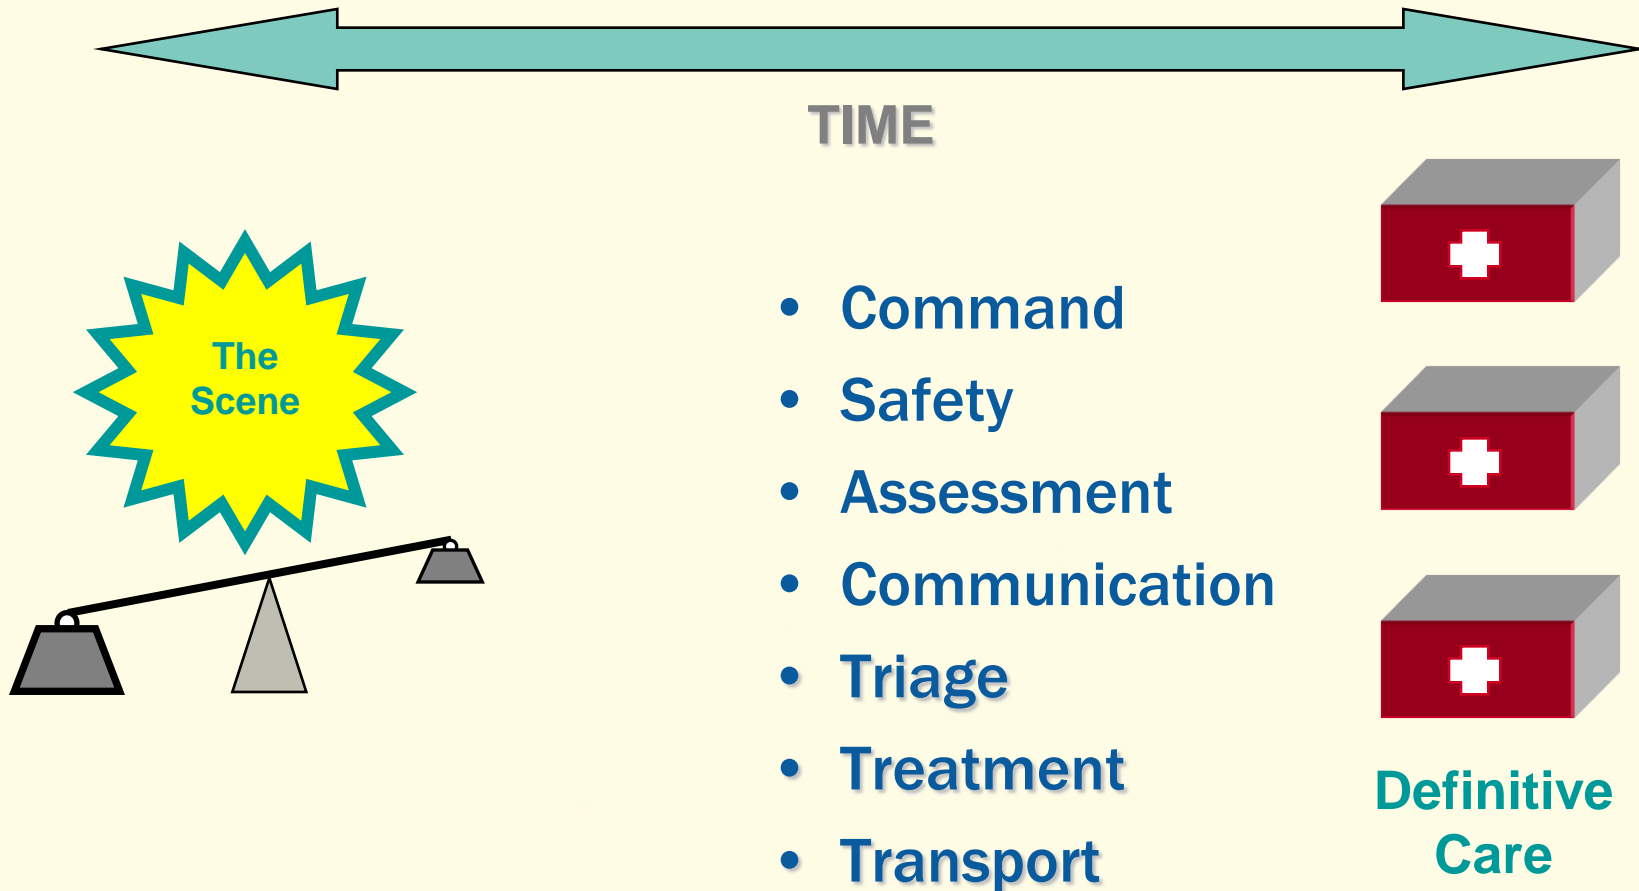 TIME
The
Scene
• Command
• Safety
• Assessment
• Communication
• Triage
• Treatment
• Transport
Definitive
Care